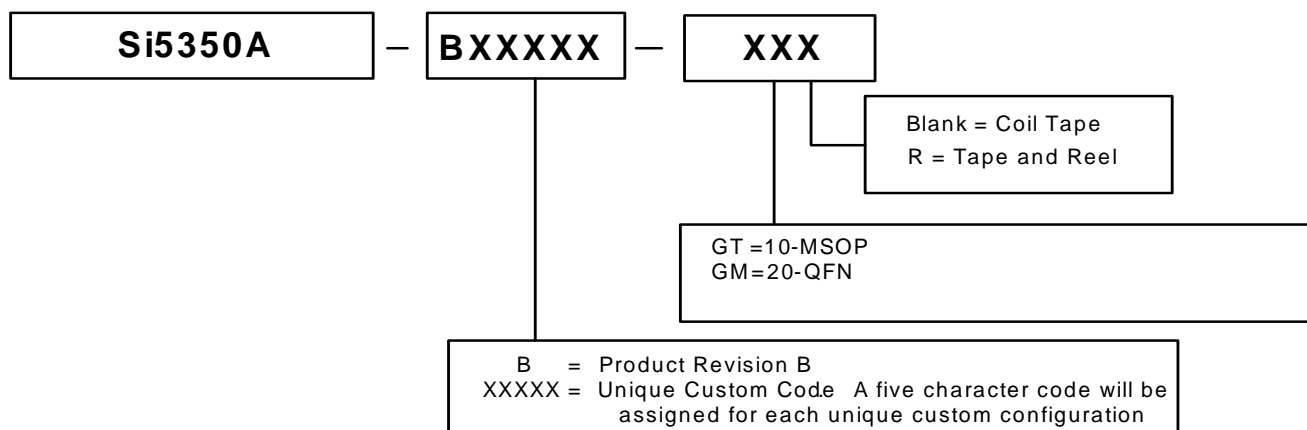 Si5350A – BXXXXX – XXX
Blank = Coil Tape
R = Tape and Reel
GT =10-MSOP
GM=20-QFN
B = Product Revision B
XXXXX = Unique Custom Code. A five character code will be
assigned for each unique custom configuration